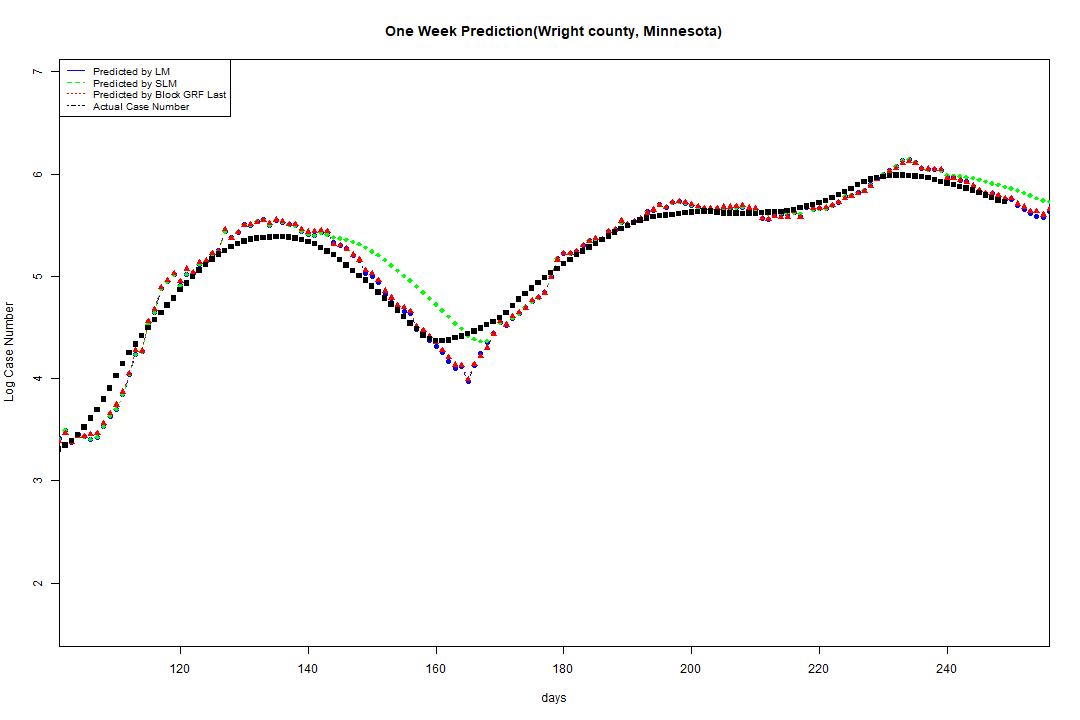 One Week Prediction(Wright county, Minnesota)
Predicted by LM
Predicted by SLM
Predicted by Block GRF Last
Actual Case Number
7
6
5
4
3
2
Log Case Number
120 140 160 180 200 220 240
days